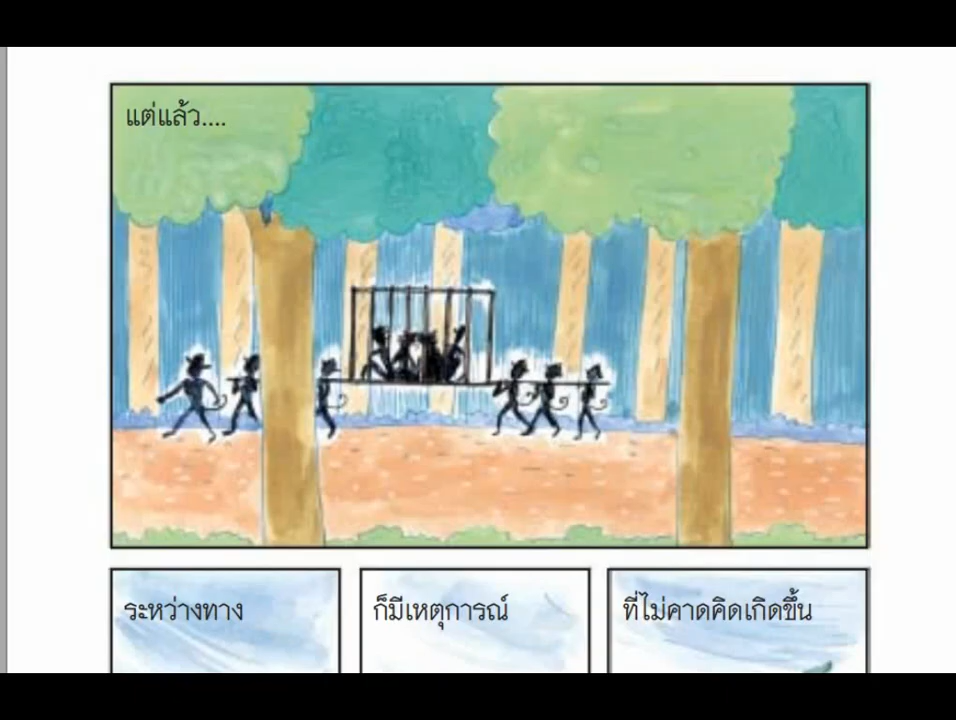 แต่แล้ว....
ระหว่างทาง
ก็มีเหตุการณ์
ที่ไม่คาดคิดเกิดขึ้น